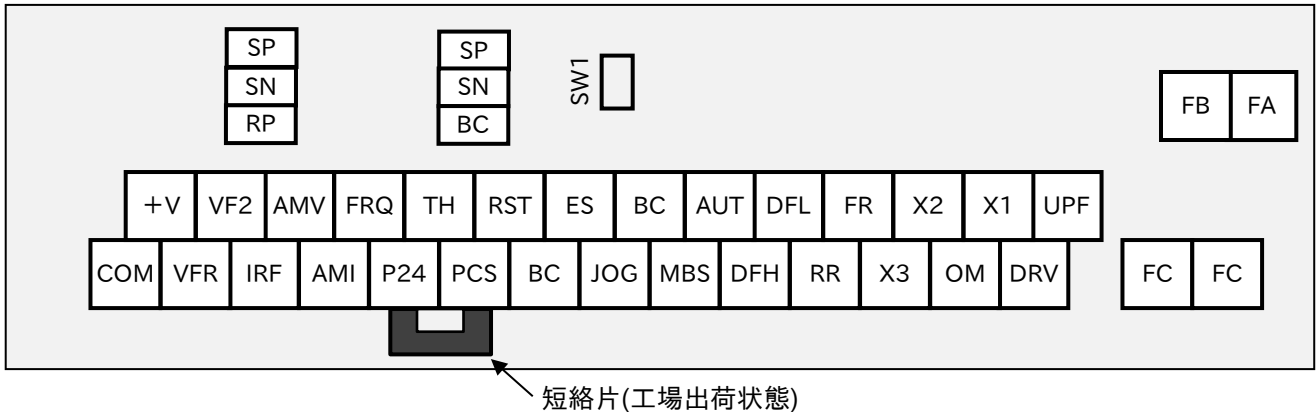 SP SP
SN SN SW1
RP BC
FB FA
+V VF2 AMV FRQ TH RST ES BC AUT DFL FR X2 X1 UPF
COM VFR IRF AMI P24 PCS BC JOG MBS DFH RR X3 OM DRV FC FC
短絡片(工場出荷状態)